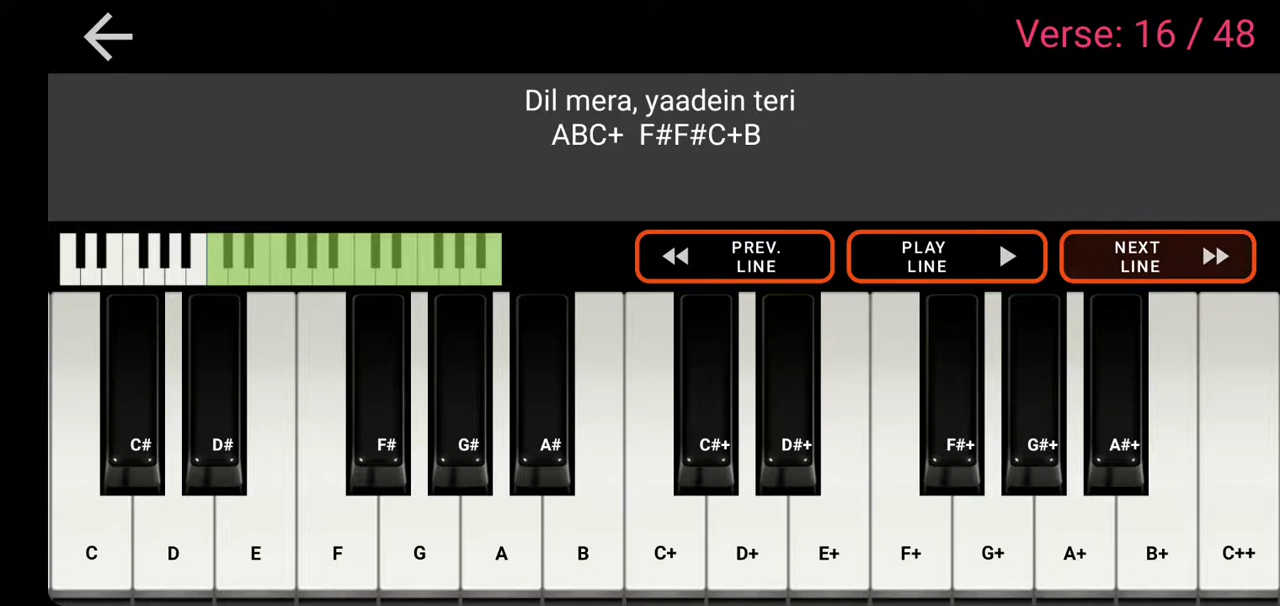 Verse: 16 / 48
Dil mera, yaadein teri
ABC+  F#F#C+B
PREV.
LINE
PLAY
LINE
NEXT
LINE
C# D# F# G# A# C#+ D#+ F#+ G#+ A#+
C D E F G A B C+ D+ E+ F+ G+ A+ B+ C++